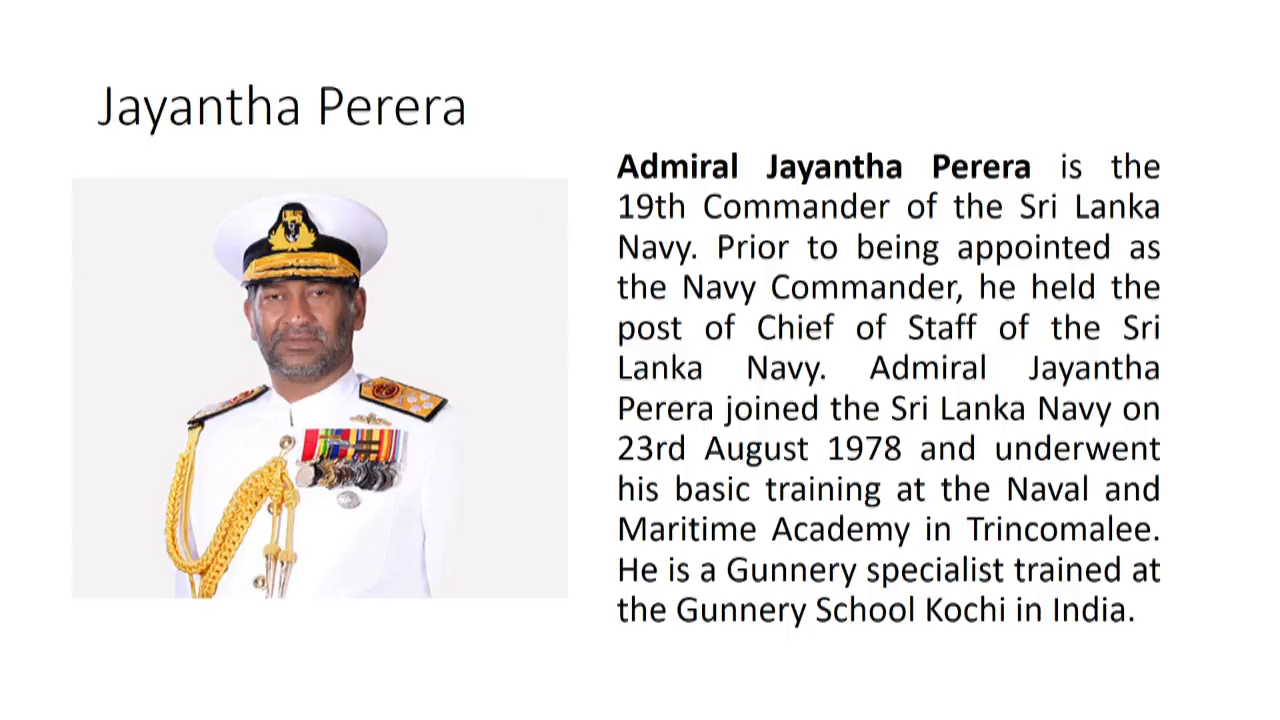 Jayantha Perera
Admiral Jayantha Perera is the
19th Commander of the Sri Lanka
Navy. Prior to being appointed as
the Navy Commander, he held the
post of Chief of Staff of the Sri
Lanka Navy. Admiral Jayantha
Perera joined the Sri Lanka Navy on
23rd August 1978 and underwent
his basic training at the Naval and
Maritime Academy in Trincomalee.
He is a Gunnery specialist trained at
the Gunnery School Kochi in India.